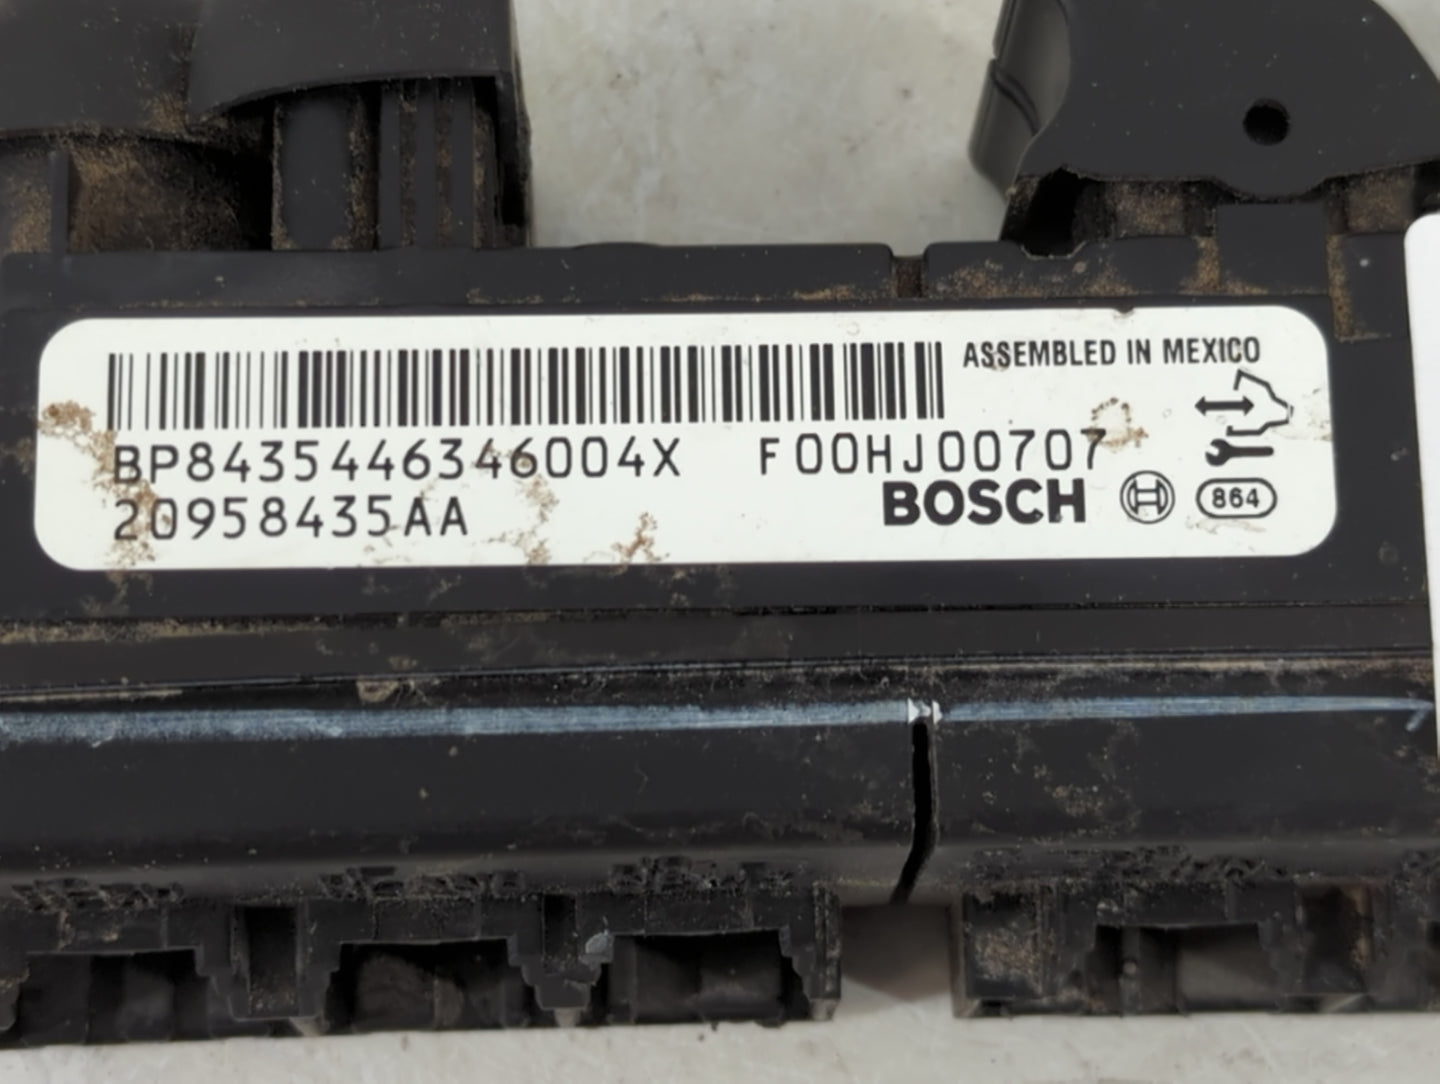 ASSEMBLED IN MEXICO
BP8435446346004X F00HJ00707
20958435AA BOSCH 864